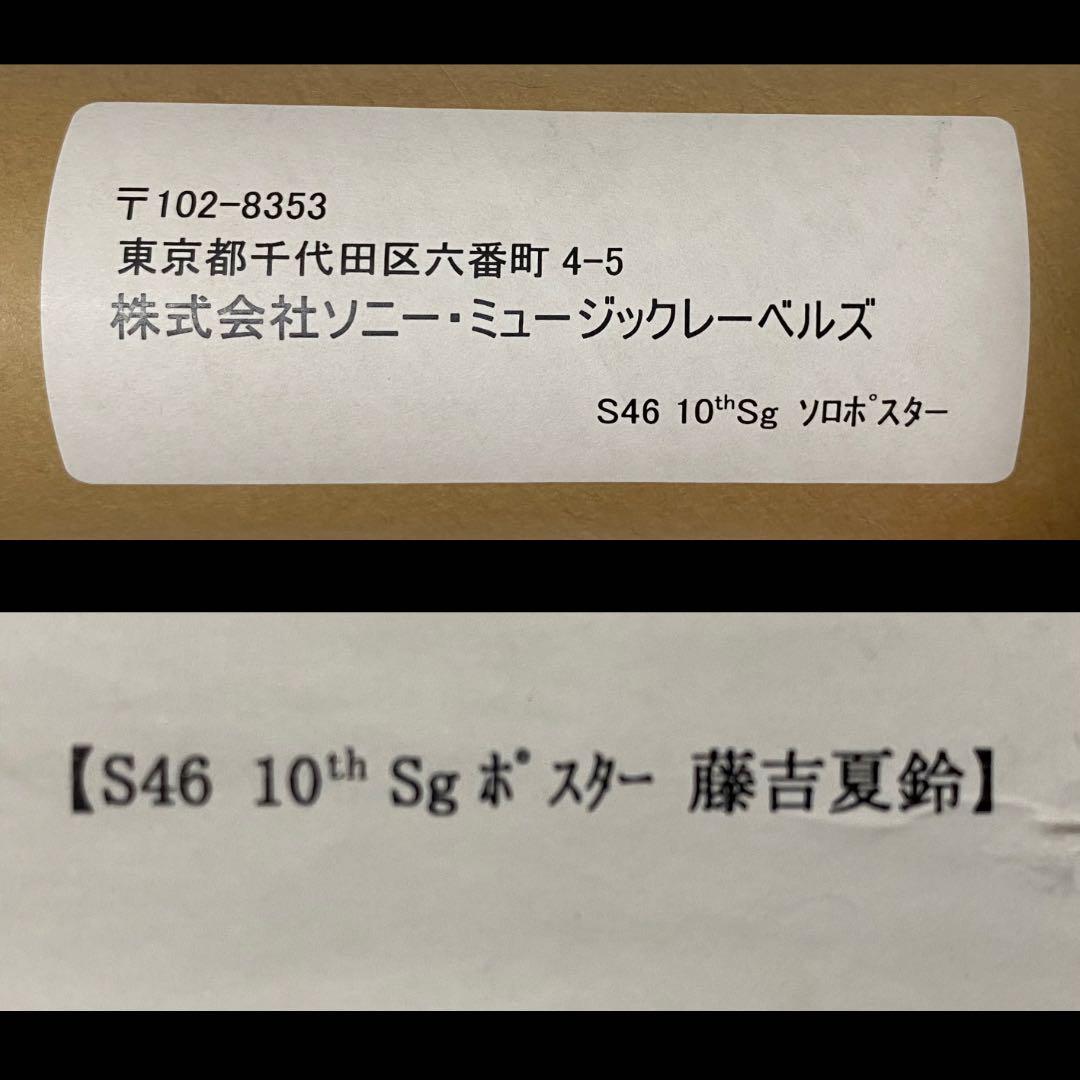 〒102-8353
東京都千代田区六番町 4-5
株式会社ソニー・ミュージックレーベルズ
S46 10thSg ソロポスター
【S46 10th Sg ポスター 藤吉夏鈴】